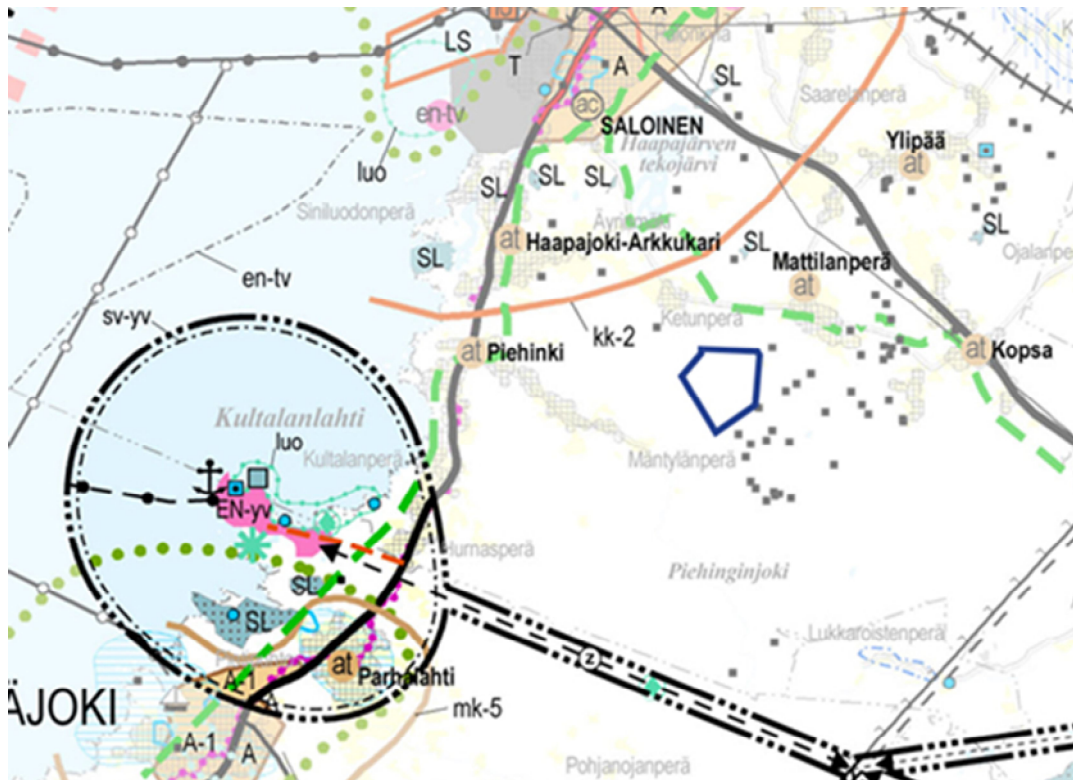 LS
T
A
A
SL
Saarelanperä
en-tv
ac
SALOINEN
Haapajärven
tekojärvi
Ylipää
at
luo
SL
SL
SL
Siniluodonperä
SL
at
Haapajoki-Arkkukari
SL
Mattilanperä
at
SL
Ojalanperä
en-tv
sv-yv
kk-2
Ketunperä
at
Piehinki
at
Kopsa
Kultalanlahti
luo
Kultalanperä
Mäntylänperä
EN-yv
Hurnasperä
Piehinginjoki
SL
SL
Lukkaroistenperä
z
at
Parhalahti
A-1
ÄJOKI
mk-5
A-1
A
Pohjanojanperä